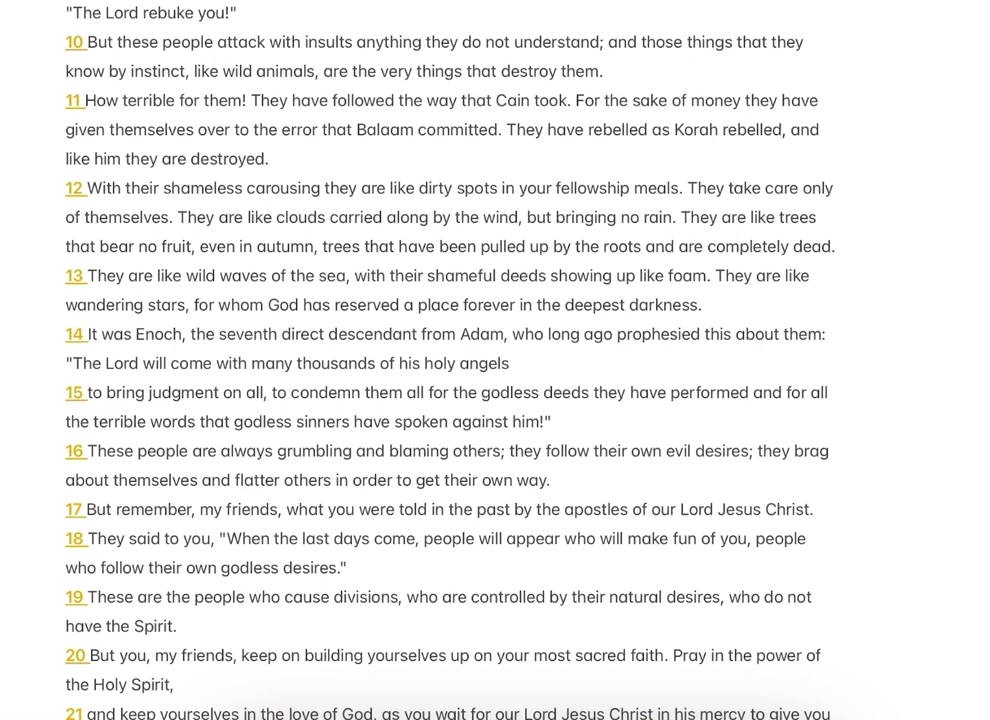 "The Lord rebuke you!"
10 But these people attack with insults anything they do not understand; and those things that they
know by instinct, like wild animals, are the very things that destroy them.
11 How terrible for them! They have followed the way that Cain took. For the sake of money they have
given themselves over to the error that Balaam committed. They have rebelled as Korah rebelled, and
like him they are destroyed.
12 With their shameless carousing they are like dirty spots in your fellowship meals. They take care only
of themselves. They are like clouds carried along by the wind, but bringing no rain. They are like trees
that bear no fruit, even in autumn, trees that have been pulled up by the roots and are completely dead.
13 They are like wild waves of the sea, with their shameful deeds showing up like foam. They are like
wandering stars, for whom God has reserved a place forever in the deepest darkness.
14 It was Enoch, the seventh direct descendant from Adam, who long ago prophesied this about them:
"The Lord will come with many thousands of his holy angels
15 to bring judgment on all, to condemn them all for the godless deeds they have performed and for all
the terrible words that godless sinners have spoken against him!"
16 These people are always grumbling and blaming others; they follow their own evil desires; they brag
about themselves and flatter others in order to get their own way.
17 But remember, my friends, what you were told in the past by the apostles of our Lord Jesus Christ.
18 They said to you, "When the last days come, people will appear who will make fun of you, people
who follow their own godless desires."
19 These are the people who cause divisions, who are controlled by their natural desires, who do not
have the Spirit.
20 But you, my friends, keep on building yourselves up on your most sacred faith. Pray in the power of
the Holy Spirit,
21 and keep yourselves in the love of God, as you wait for our Lord Jesus Christ in his mercy to give you